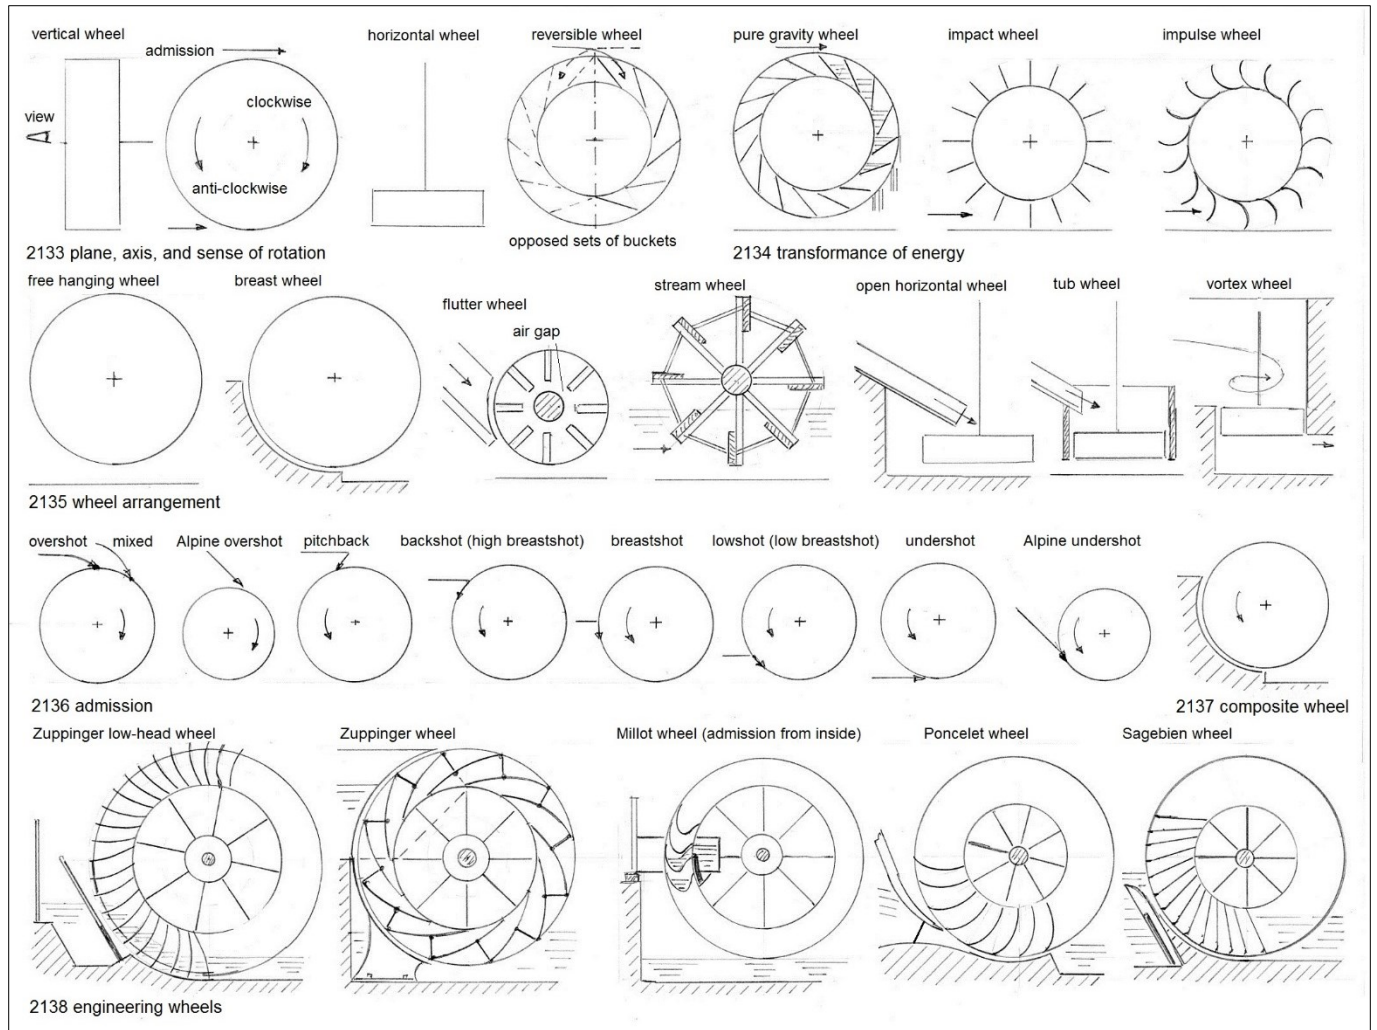 vertical wheel
admission
horizontal wheel
reversible wheel
pure gravity wheel
impact wheel
impulse wheel
view
clockwise
anti-clockwise
opposed sets of buckets
2133 plane, axis, and sense of rotation
2134 transformance of energy
free hanging wheel
breast wheel
flutter wheel
air gap
stream wheel
open horizontal wheel
tub wheel
vortex wheel
2135 wheel arrangement
overshot
mixed
Alpine overshot
pitchback
backshot (high breastshot)
breastshot
lowshot (low breastshot)
undershot
Alpine undershot
2136 admission
2137 composite wheel
Zuppinger low-head wheel
Zuppinger wheel
Millot wheel (admission from inside)
Poncelet wheel
Sagebien wheel
2138 engineering wheels